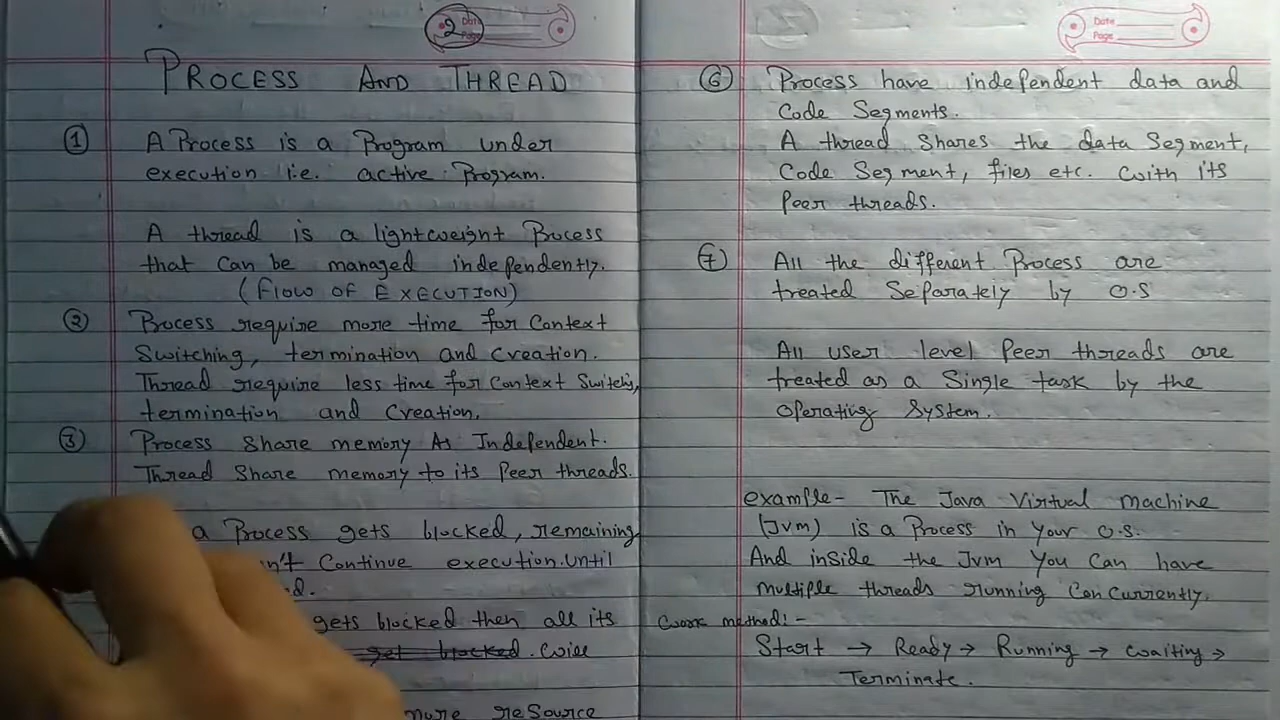 2
Date
Page
PROCESS AND THREAD
1 A Process is a Program under
execution i.e. active Program.
A thread is a lightweight Process
that can be managed independently.
(Flow OF EXECUTION)
2 Process require more time for Context
Switching, termination and Creation.
Thread require less time for Context Switch,
termination and Creation.
3 Process Share memory As Independent.
Thread Share memory to its Peer threads.
a Process gets blocked, remaining
n't Continue execution.Until
d.
gets blocked then all its
get blocked
more resource
Date
Page
6 Process have independent data and
Code Segments.
A thread Shares the data Segment,
Code Segment, files etc. with its
Peer threads.
7 All the different Process are
treated Separately by O.S
All user level Peer threads are
treated as a Single task by the
Operating System.
example- The Java Virtual Machine
(Jvm) is a Process in Your O.S.
And inside the Jvm You Can have
Multiple threads running Concurrently.
Work method:-
Start → Ready → Running → Waiting →
Terminate.